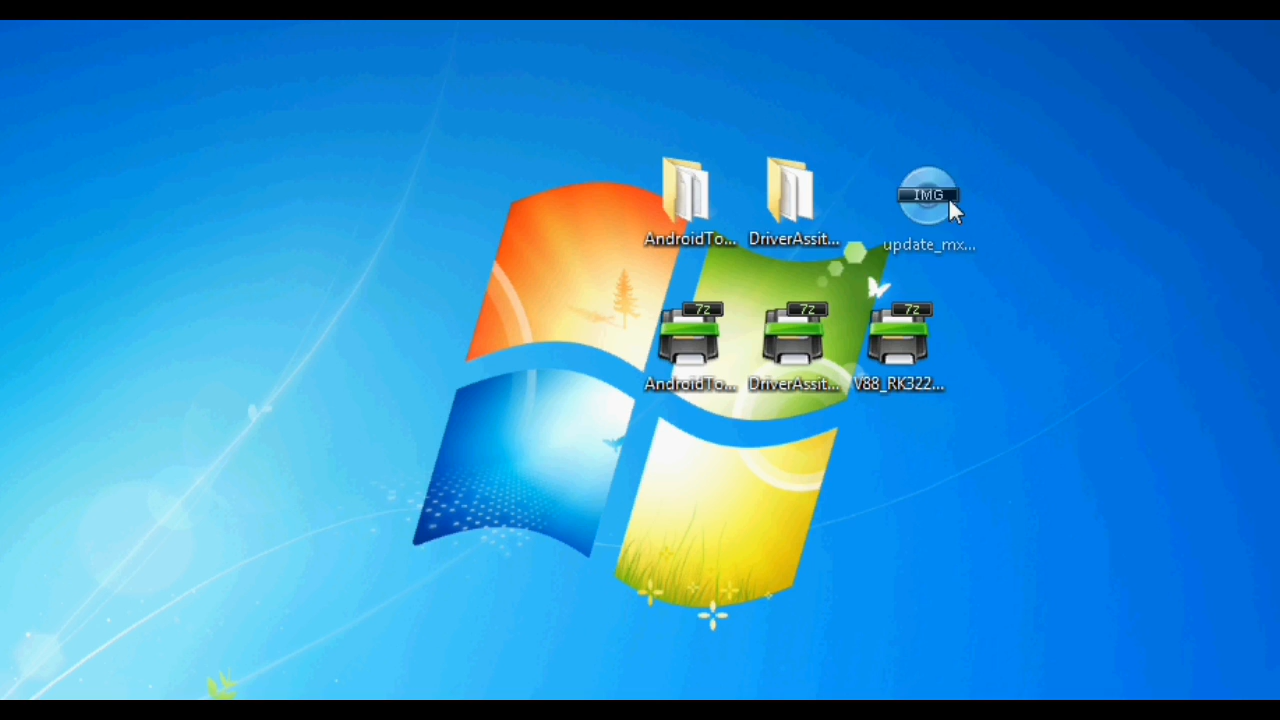 IMG
AndroidTo...
DriverAssit...
update_mx...
7z
7z
7z
AndroidTo...
DriverAssit...
V88_RK322...